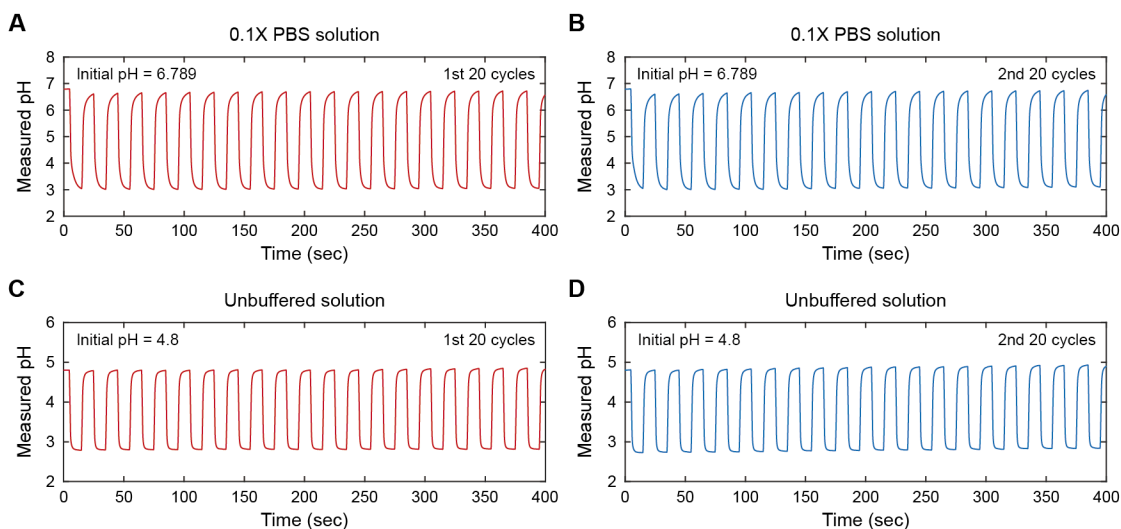 A
0.1X PBS solution
Initial pH = 6.789
1st 20 cycles
8
7
6
5
4
3
2
Measured pH
0 50 100 150 200 250 300 350 400
Time (sec)
B
0.1X PBS solution
Initial pH = 6.789
2nd 20 cycles
8
7
6
5
4
3
2
Measured pH
0 50 100 150 200 250 300 350 400
Time (sec)
C
Unbuffered solution
Initial pH = 4.8
1st 20 cycles
6
5
4
3
2
Measured pH
0 50 100 150 200 250 300 350 400
Time (sec)
D
Unbuffered solution
Initial pH = 4.8
2nd 20 cycles
6
5
4
3
2
Measured pH
0 50 100 150 200 250 300 350 400
Time (sec)